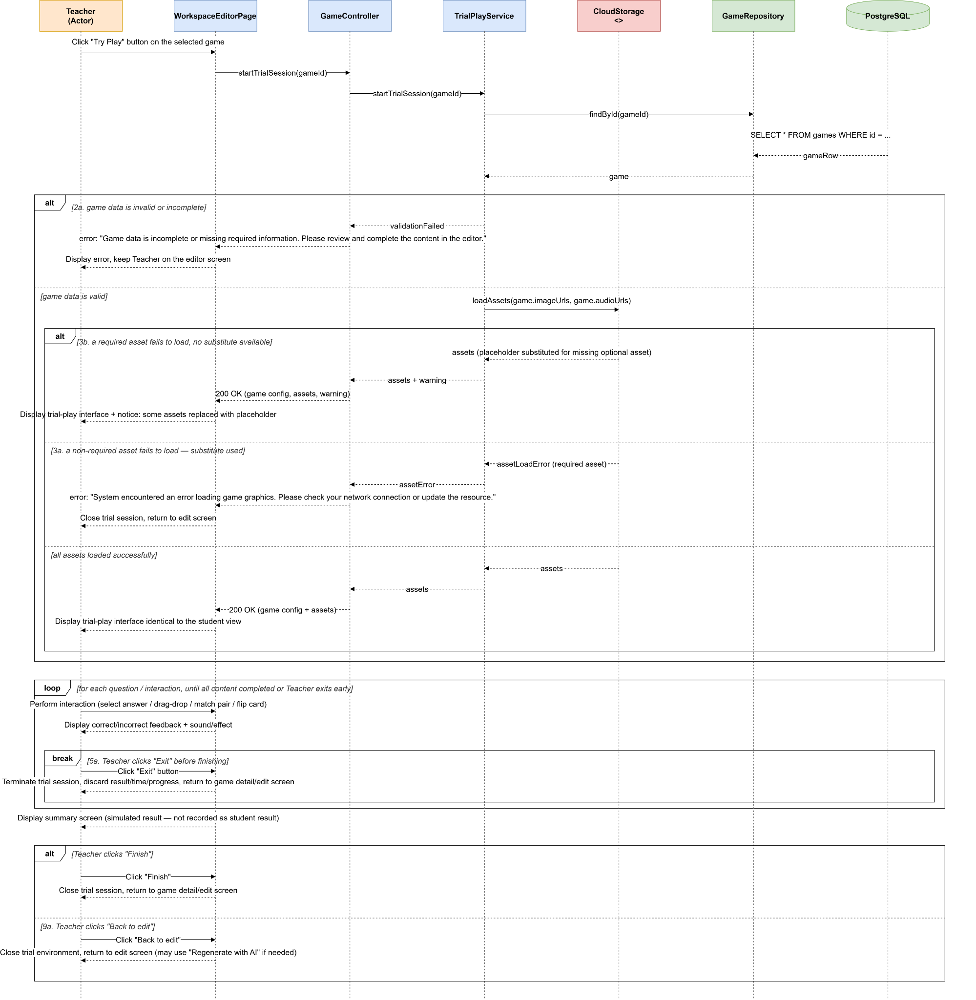 Teacher
(Actor)
WorkspaceEditorPage
GameController
TrialPlayService
CloudStorage
<>
GameRepository
PostgreSQL
Click "Try Play" button on the selected game
startTrialSession(gameId)
startTrialSession(gameId)
findById(gameId)
SELECT * FROM games WHERE id = ...
gameRow
game
alt
[2a. game data is invalid or incomplete]
validationFailed
error: "Game data is incomplete or missing required information. Please review and complete the content in the editor."
Display error, keep Teacher on the editor screen
[game data is valid]
loadAssets(game.imageUrls, game.audioUrls)
alt
[3b. a required asset fails to load, no substitute available]
assets (placeholder substituted for missing optional asset)
assets + warning
200 OK (game config, assets, warning)
Display trial-play interface + notice: some assets replaced with placeholder
[3a. a non-required asset fails to load — substitute used]
assetLoadError (required asset)
assetError
error: "System encountered an error loading game graphics. Please check your network connection or update the resource."
Close trial session, return to edit screen
[all assets loaded successfully]
assets
assets
200 OK (game config + assets)
Display trial-play interface identical to the student view
loop
[for each question / interaction, until all content completed or Teacher exits early]
Perform interaction (select answer / drag-drop / match pair / flip card)
Display correct/incorrect feedback + sound/effect
break
[5a. Teacher clicks "Exit" before finishing]
Click "Exit" button
Terminate trial session, discard result/time/progress, return to game detail/edit screen
Display summary screen (simulated result — not recorded as student result)
alt
[Teacher clicks "Finish"]
Click "Finish"
Close trial session, return to game detail/edit screen
[9a. Teacher clicks "Back to edit"]
Click "Back to edit"
Close trial environment, return to edit screen (may use "Regenerate with AI" if needed)